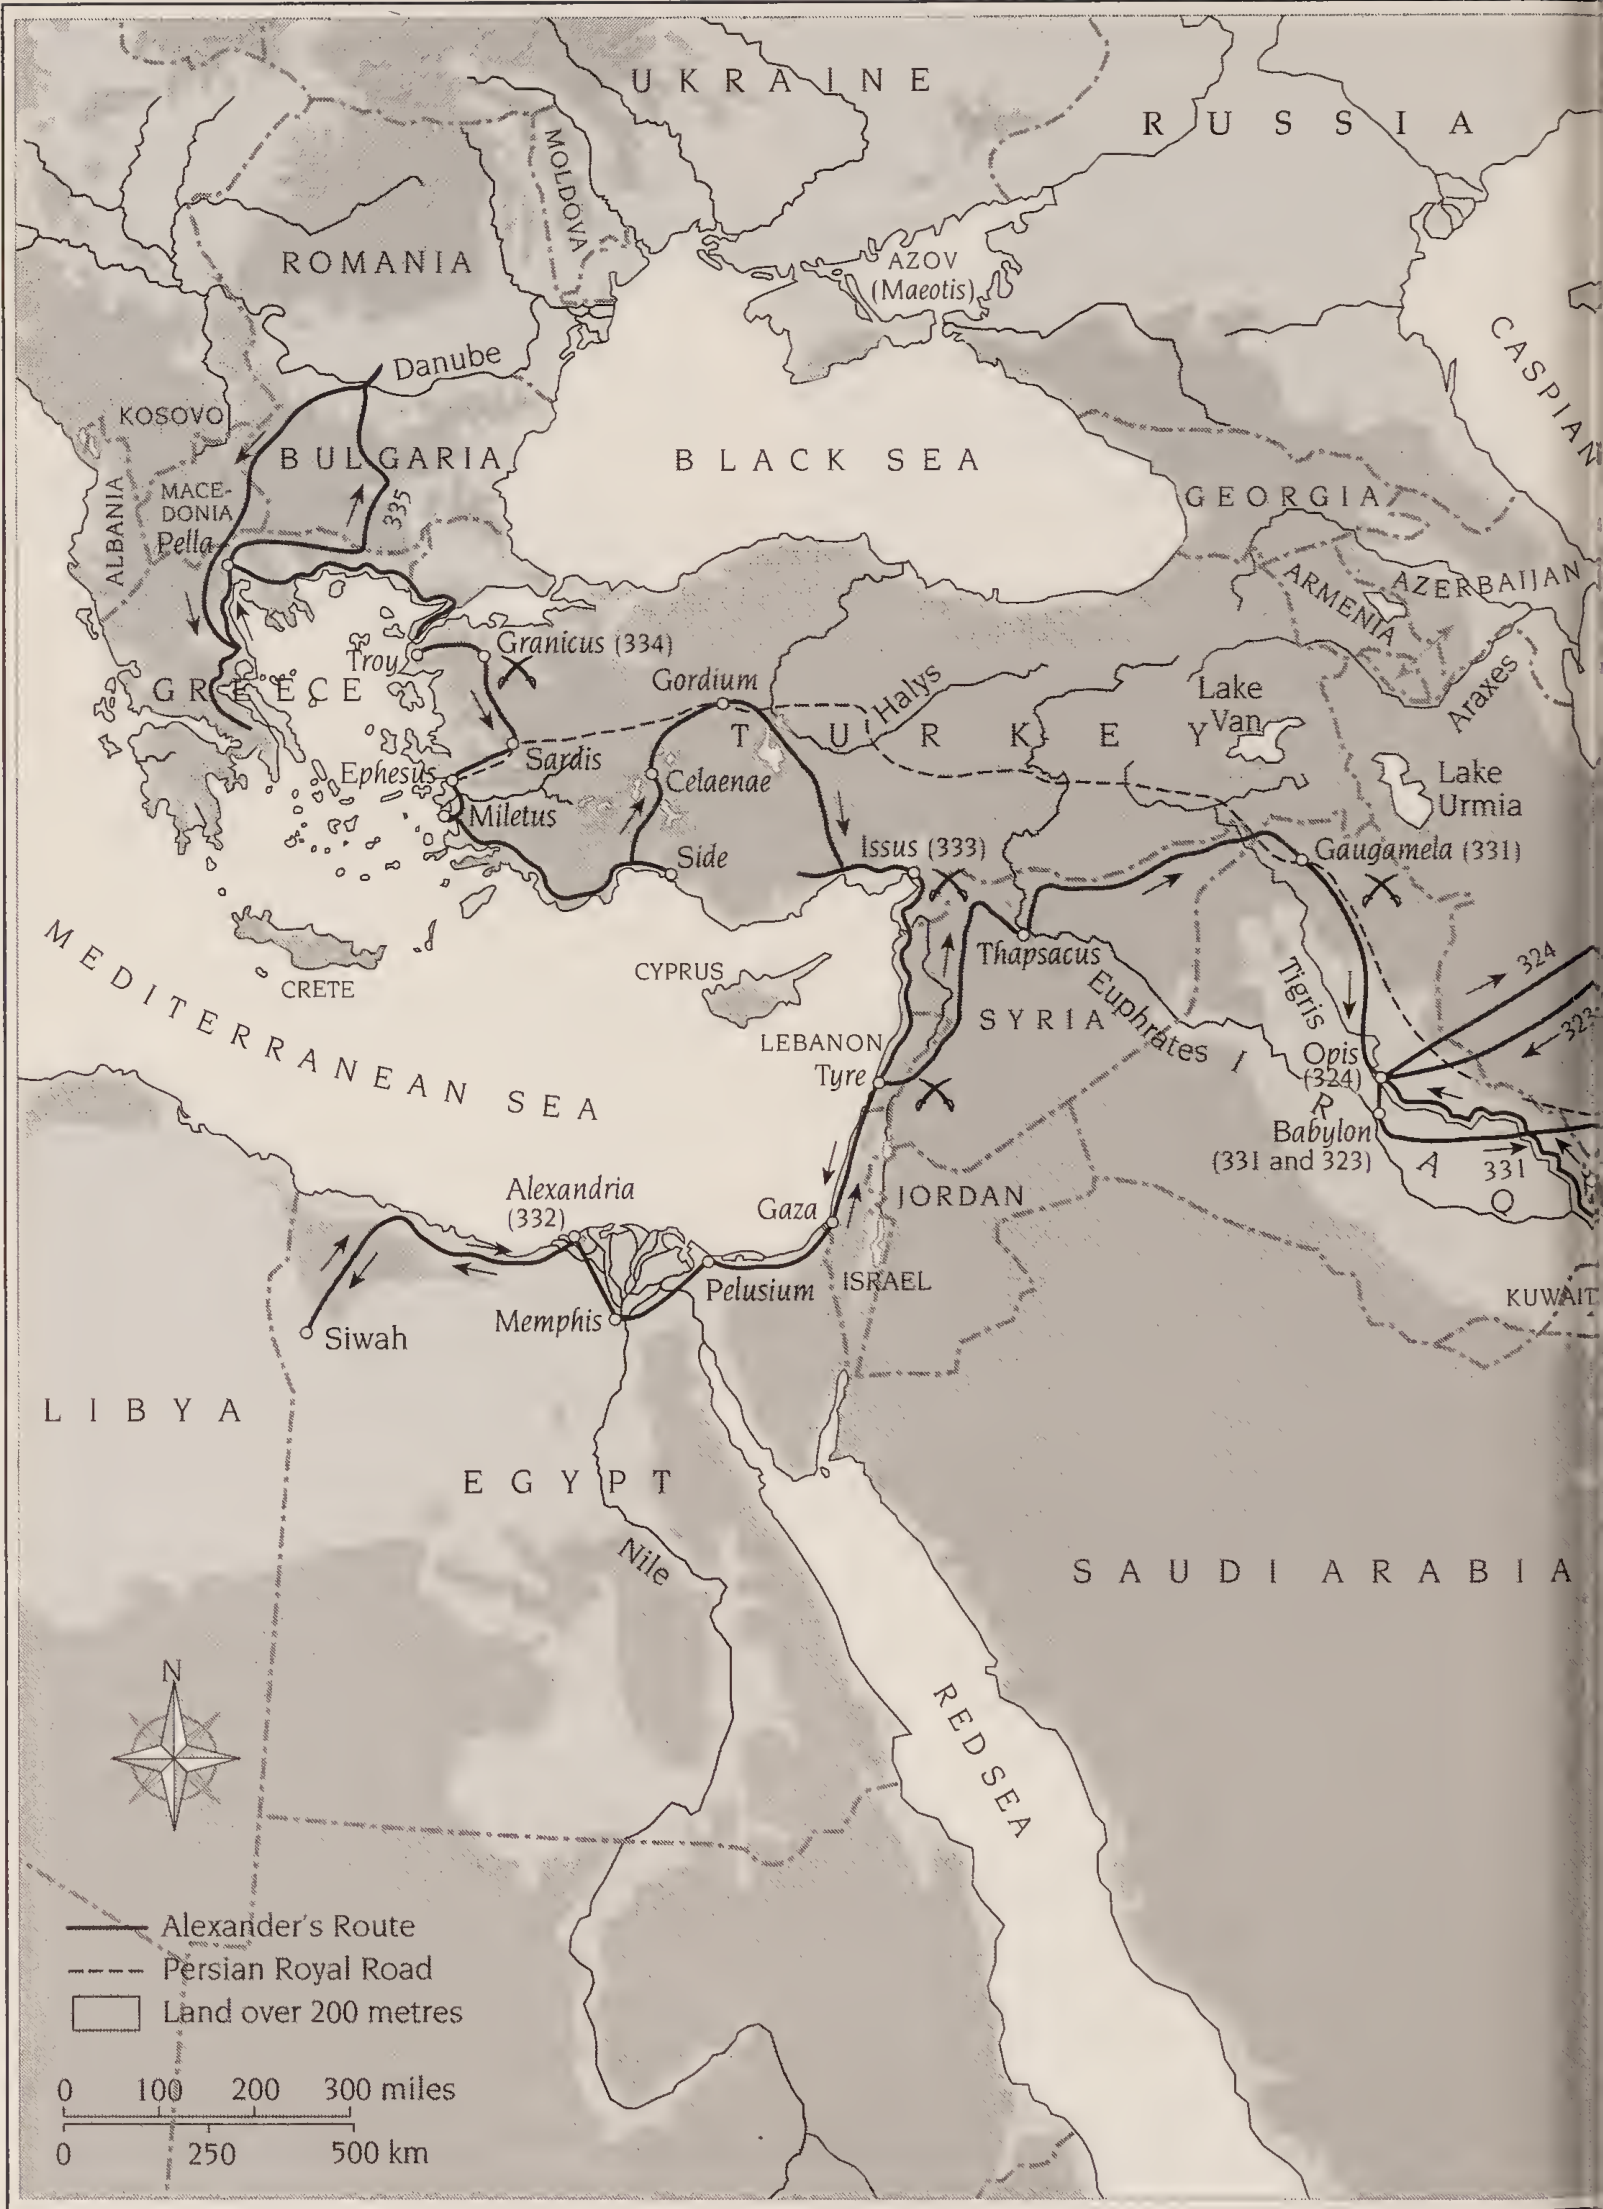 UKRAINE
RUSSIA
MOLDOVA
ROMANIA
AZOV
(Maeotis)
CASPIAN
Danube
KOSOVO
BULGARIA
BLACK SEA
ALBANIA
MACE-
DONIA
335
GEORGIA
Pella
ARMENIA
AZERBAIJAN
Granicus (334)
Troy
Gordium
GREECE
Halys
Lake
Van
Araxes
TURKEY
Sardis
Ephesus
Celaenae
Lake
Urmia
Miletus
Side
Issus (333)
Gaugamela (331)
MEDITERRANEAN SEA
CRETE
CYPRUS
Thapsacus
Euphrates
Tigris
324
323
SYRIA
LEBANON
Tyre
Opis
(324)
IRAQ
Babylon
(331 and 323)
331
Alexandria
(332)
Gaza
JORDAN
Pelusium
ISRAEL
KUWAIT
Memphis
Siwah
LIBYA
EGYPT
Nile
SAUDI ARABIA
RED SEA
N
Alexander's Route
Persian Royal Road
Land over 200 metres
0 100 200 300 miles
0 250 500 km